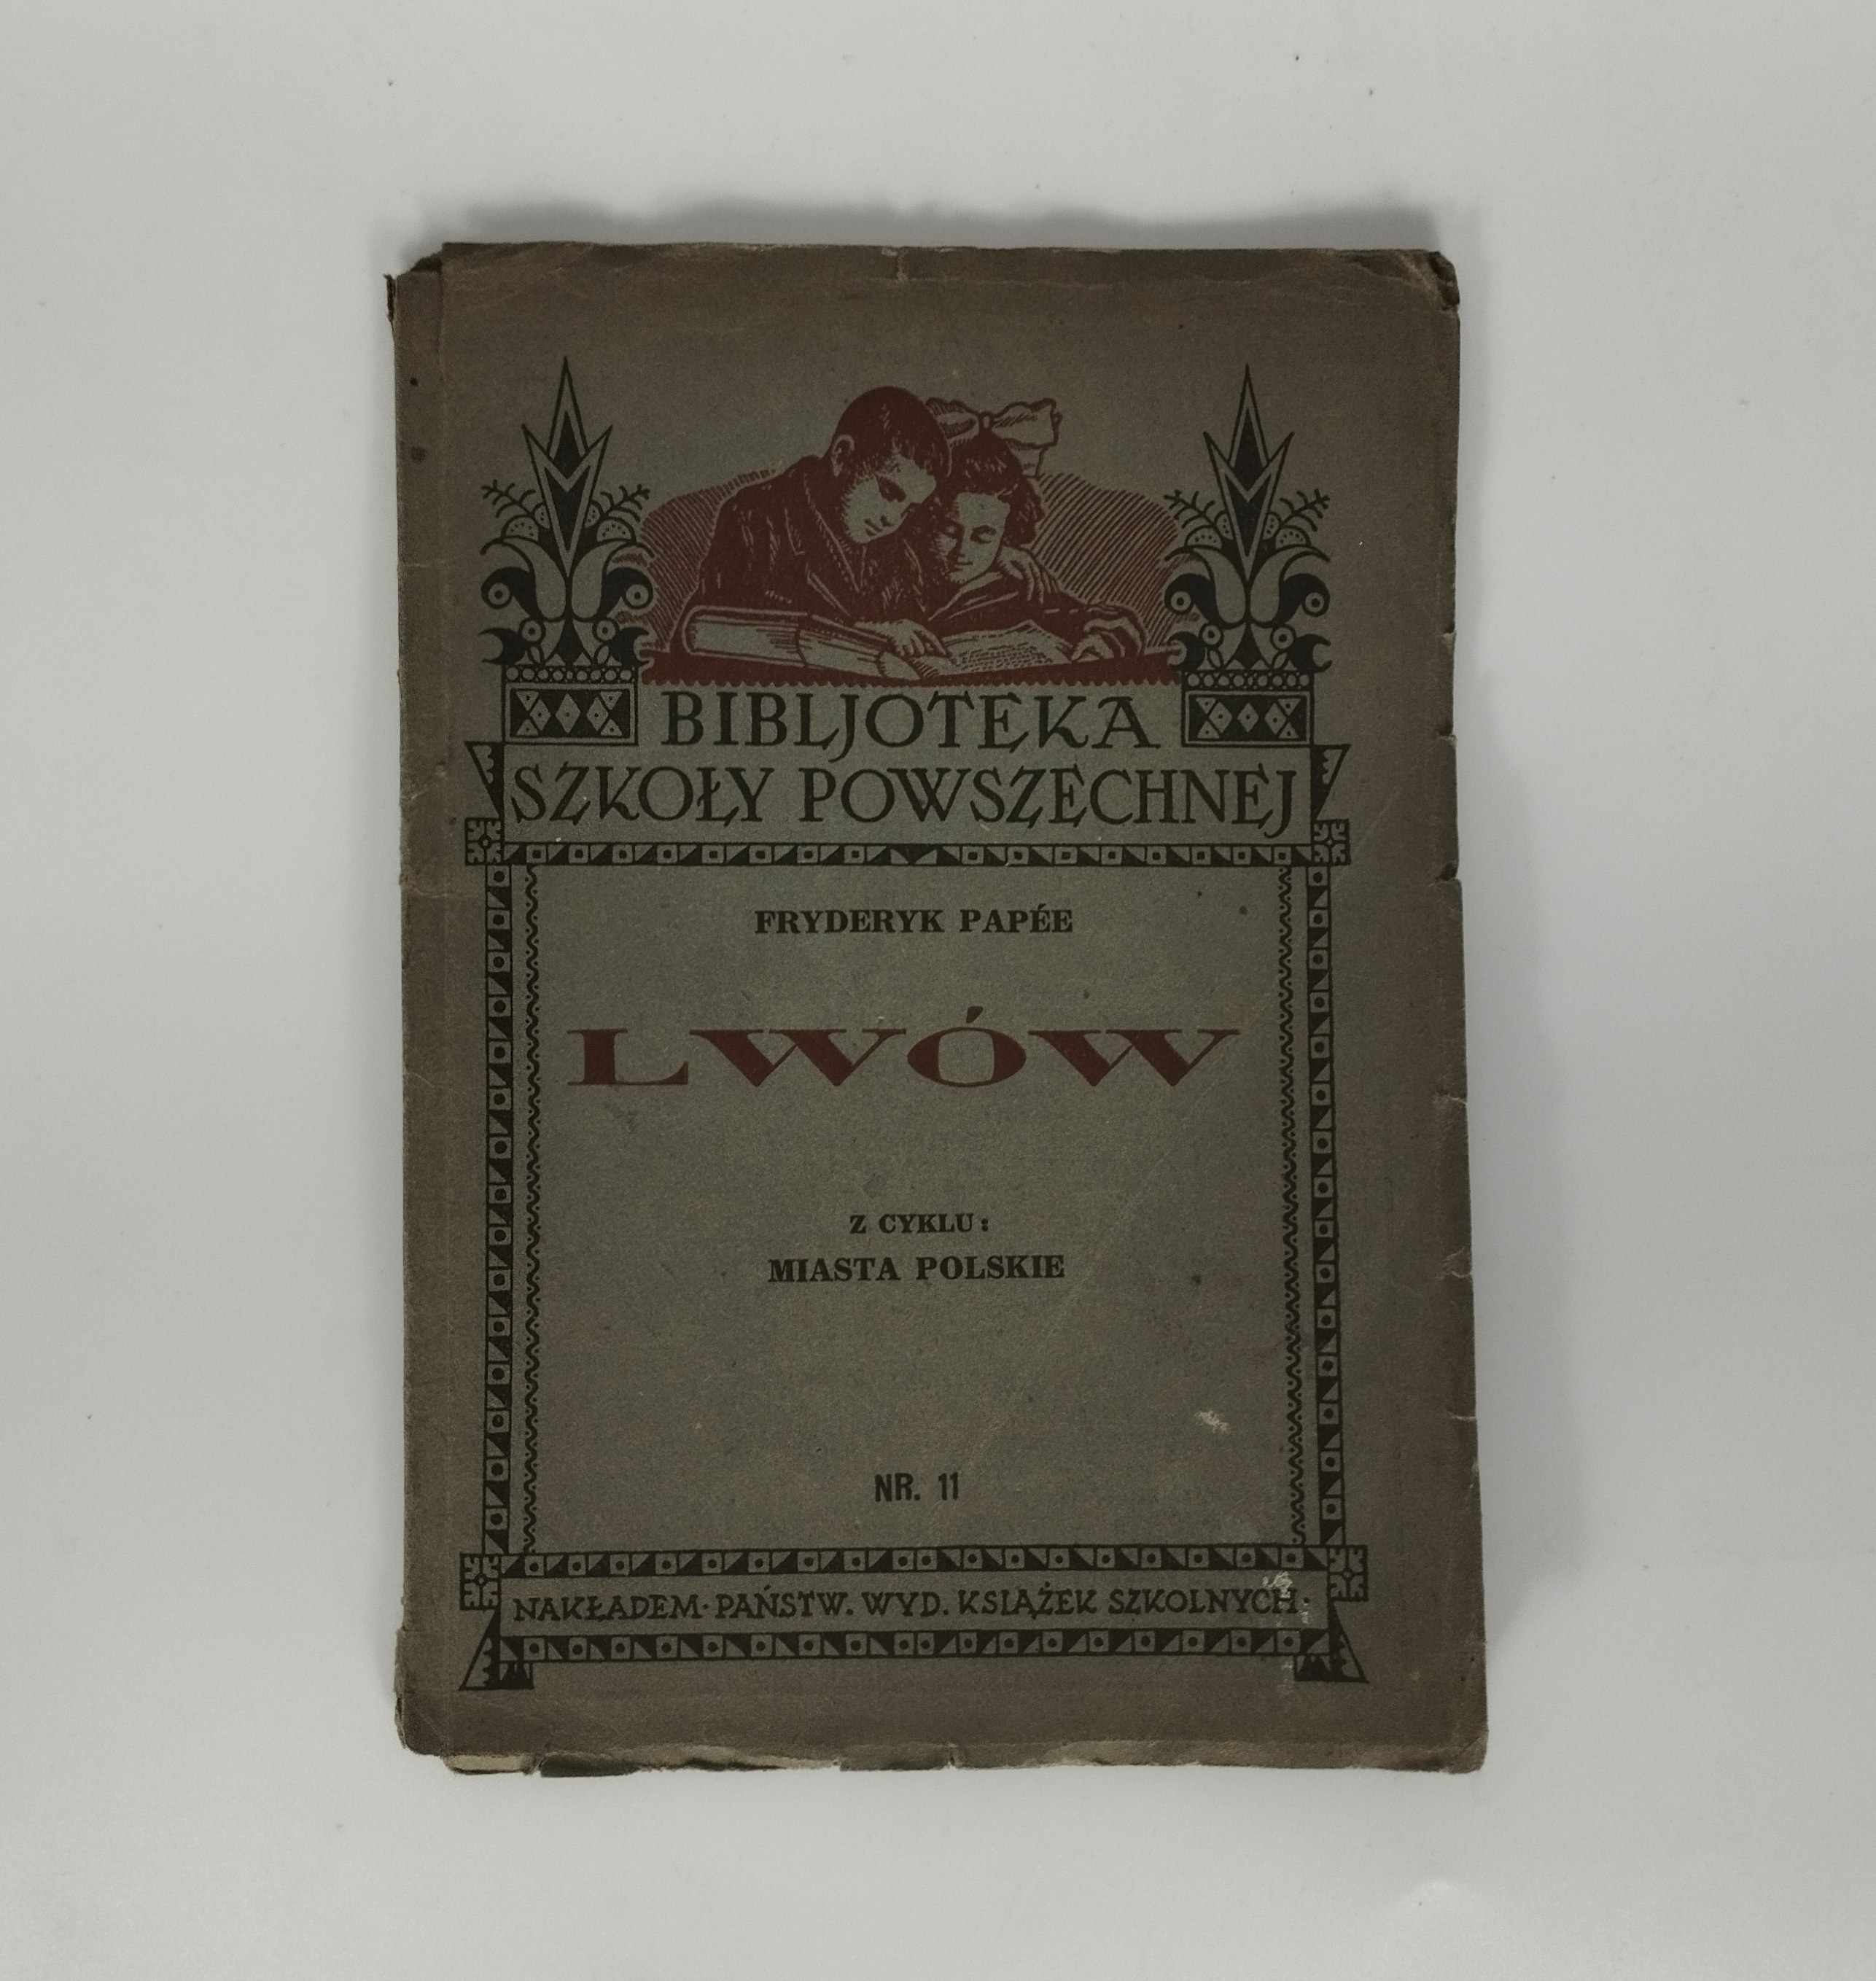 BIBLJOTEKA
SZKOŁY POWSZECHNEJ
FRYDERYK PAPÉE
LWÓW
Z CYKLU:
MIASTA POLSKIE
NR. 11
NAKŁADEM· PAŃSTW. WYD. KSIĄŻEK SZKOLNYCH·